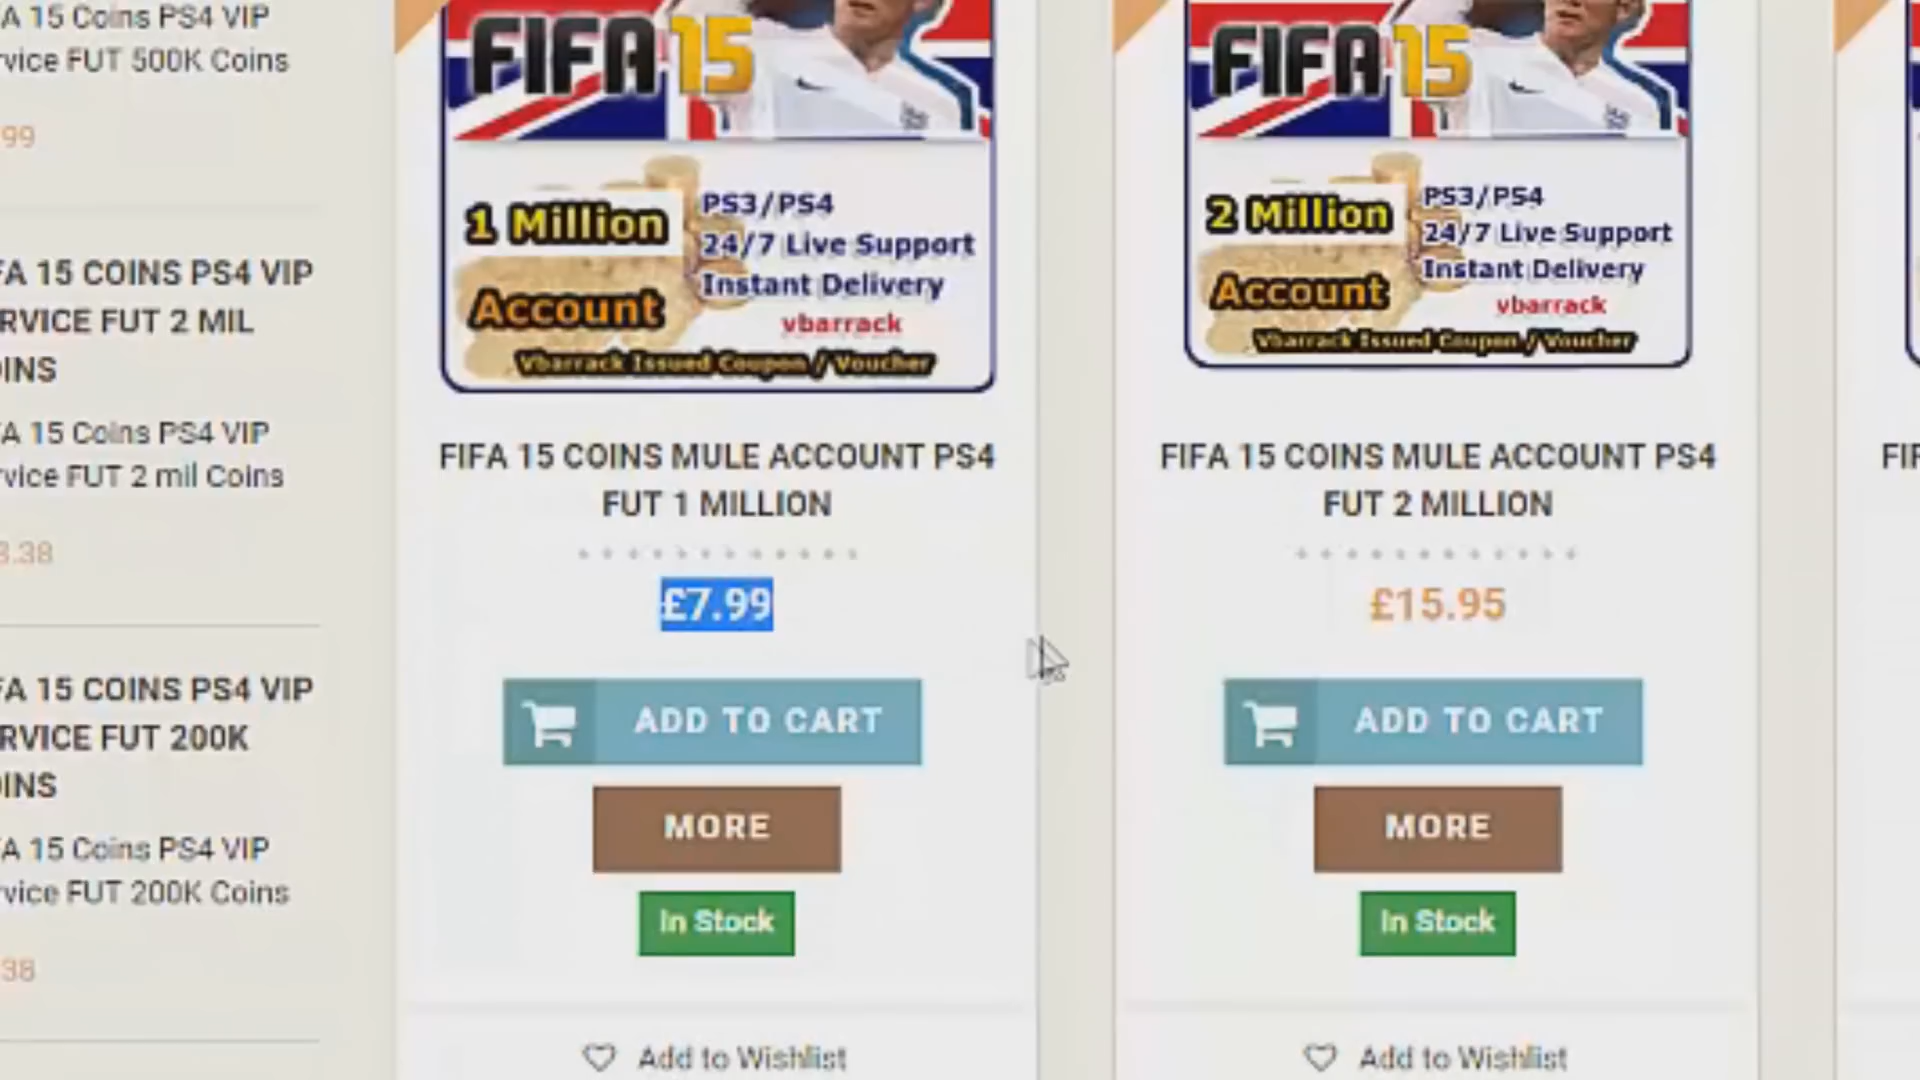 A 15 Coins PS4 VIP
rvice FUT 500K Coins
99
FA 15 COINS PS4 VIP
RVICE FUT 2 MIL
OINS
A 15 Coins PS4 VIP
rvice FUT 2 mil Coins
3.38
FA 15 COINS PS4 VIP
RVICE FUT 200K
OINS
A 15 Coins PS4 VIP
rvice FUT 200K Coins
38
FIFA 15
1 Million
Account
PS3/PS4
24/7 Live Support
Instant Delivery
vbarrack
Vbarrack Issued Coupon / Voucher
FIFA 15 COINS MULE ACCOUNT PS4
FUT 1 MILLION
£7.99
ADD TO CART
MORE
In Stock
Add to Wishlist
FIFA 15
2 Million
Account
PS3/PS4
24/7 Live Support
Instant Delivery
vbarrack
Vbarrack Issued Coupon / Voucher
FIFA 15 COINS MULE ACCOUNT PS4
FUT 2 MILLION
£15.95
ADD TO CART
MORE
In Stock
Add to Wishlist
FIF